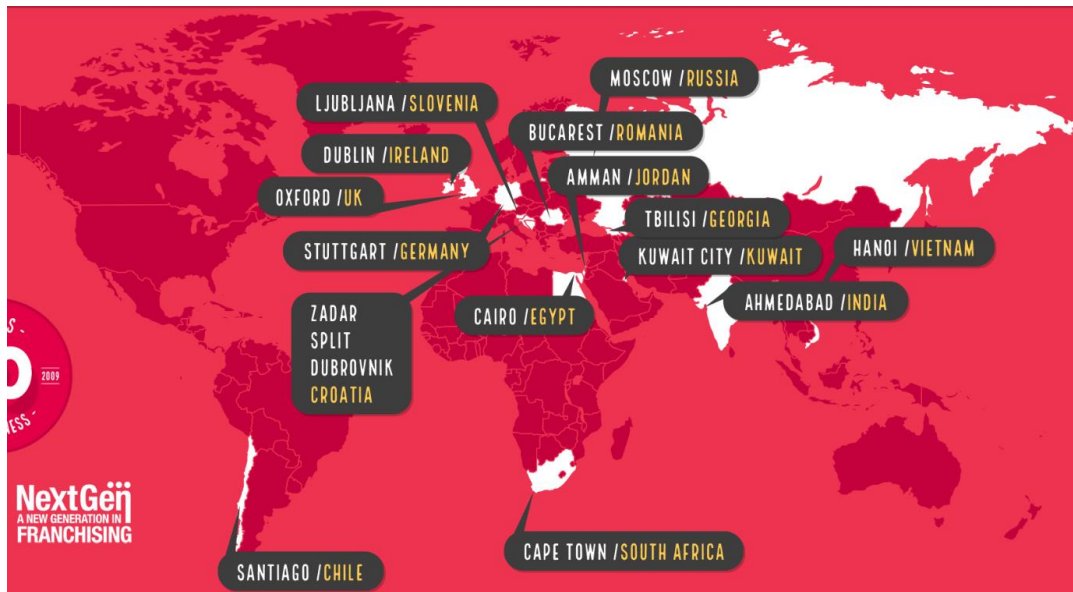 MOSCOW /RUSSIA
LJUBLJANA /SLOVENIA
BUCAREST /ROMANIA
DUBLIN /IRELAND
AMMAN /JORDAN
OXFORD /UK
TBILISI /GEORGIA
STUTTGART /GERMANY
KUWAIT CITY /KUWAIT
HANOI /VIETNAM
AHMEDABAD /INDIA
CAIRO /EGYPT
ZADAR
SPLIT
DUBROVNIK
CROATIA
2009
NextGen
A NEW GENERATION IN
FRANCHISING
CAPE TOWN /SOUTH AFRICA
SANTIAGO /CHILE